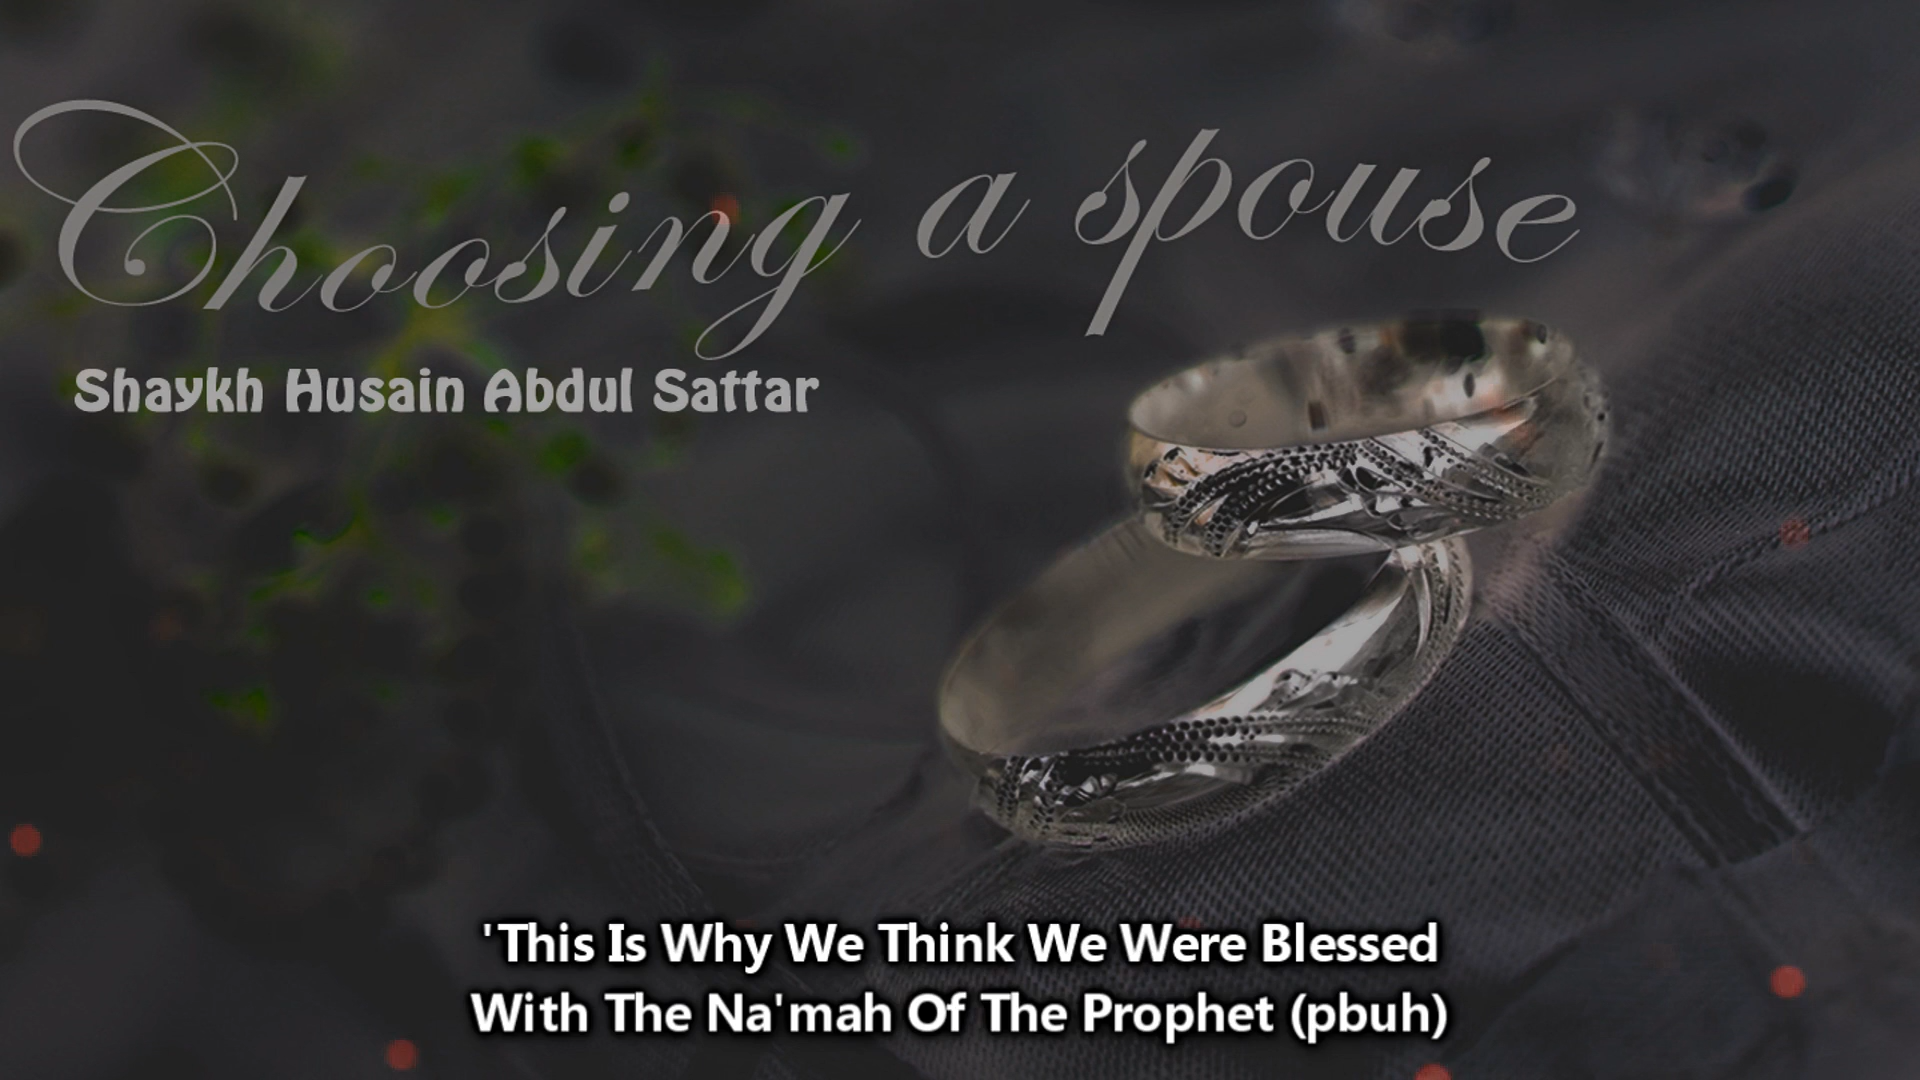 Choosing a spouse
Shaykh Husain Abdul Sattar
'This Is Why We Think We Were Blessed
With The Na'mah Of The Prophet (pbuh)